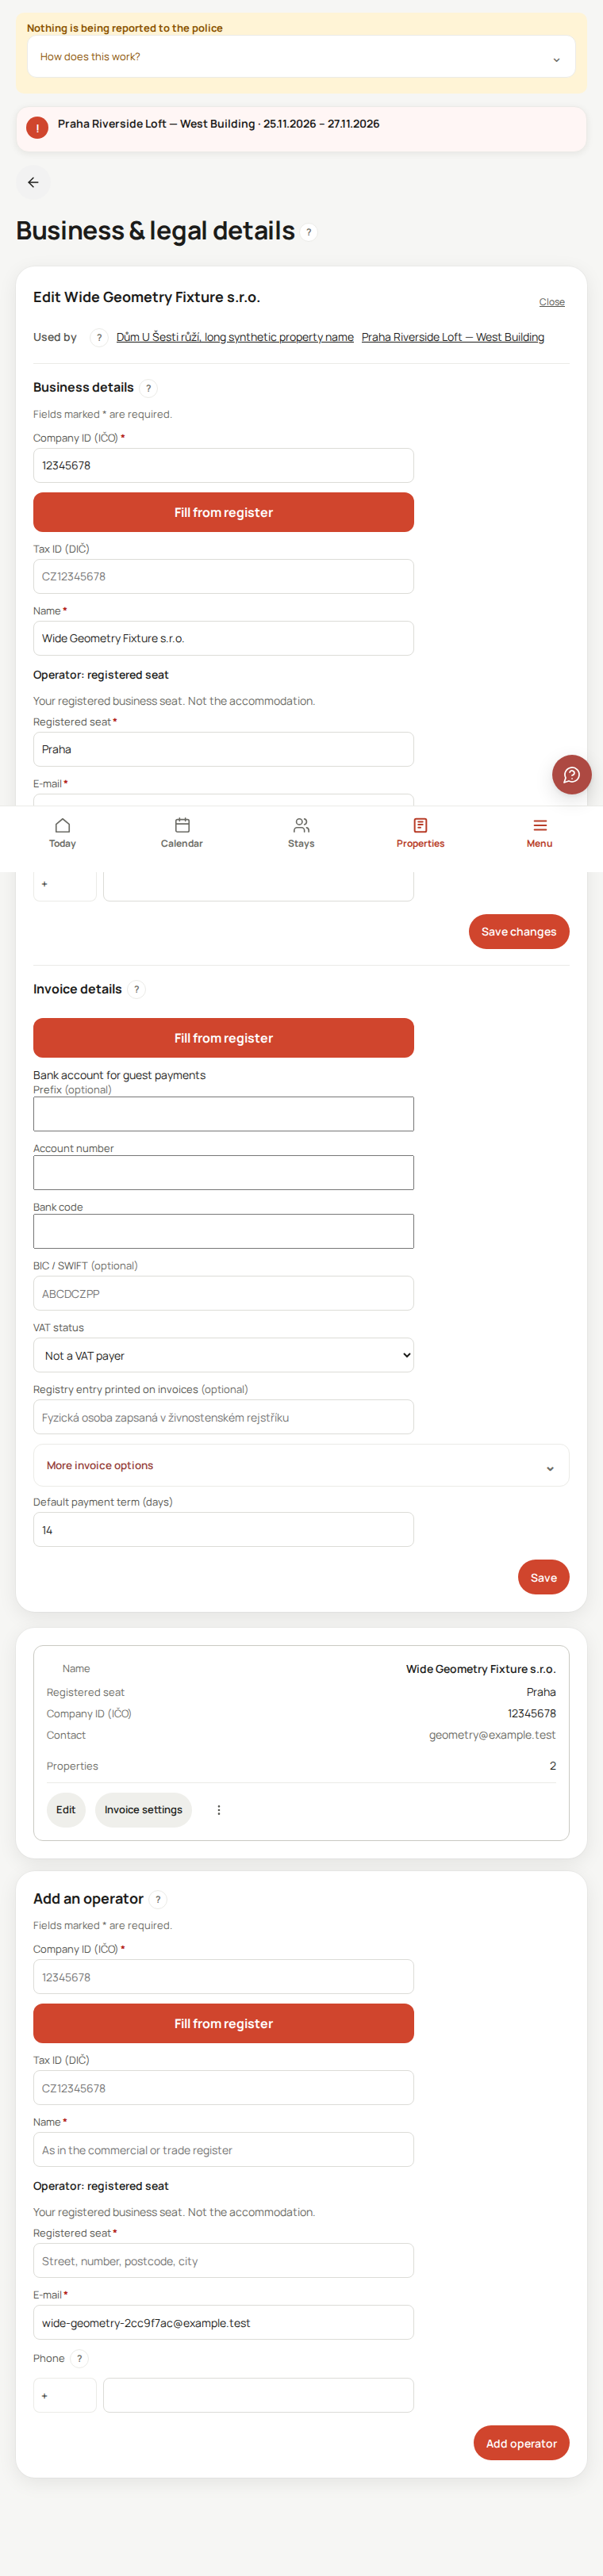 Nothing is being reported to the police
How does this work?
! Praha Riverside Loft — West Building · 25.11.2026 – 27.11.2026
Business & legal details ?
Edit Wide Geometry Fixture s.r.o.
Close
Used by ? Dům U Šesti růží, long synthetic property name Praha Riverside Loft — West Building
Business details ?
Fields marked * are required.
Company ID (IČO) *
12345678
Fill from register
Tax ID (DIČ)
CZ12345678
Name *
Wide Geometry Fixture s.r.o.
Operator: registered seat
Your registered business seat. Not the accommodation.
Registered seat *
Praha
E-mail *
Today Calendar Stays Properties Menu
+
Save changes
Invoice details ?
Fill from register
Bank account for guest payments
Prefix (optional)
Account number
Bank code
BIC / SWIFT (optional)
ABCDCZPP
VAT status
Not a VAT payer
Registry entry printed on invoices (optional)
Fyzická osoba zapsaná v živnostenském rejstříku
More invoice options
Default payment term (days)
14
Save
Name Wide Geometry Fixture s.r.o.
Registered seat Praha
Company ID (IČO) 12345678
Contact geometry@example.test
Properties 2
Edit Invoice settings
Add an operator ?
Fields marked * are required.
Company ID (IČO) *
12345678
Fill from register
Tax ID (DIČ)
CZ12345678
Name *
As in the commercial or trade register
Operator: registered seat
Your registered business seat. Not the accommodation.
Registered seat *
Street, number, postcode, city
E-mail *
wide-geometry-2cc9f7ac@example.test
Phone ?
+
Add operator